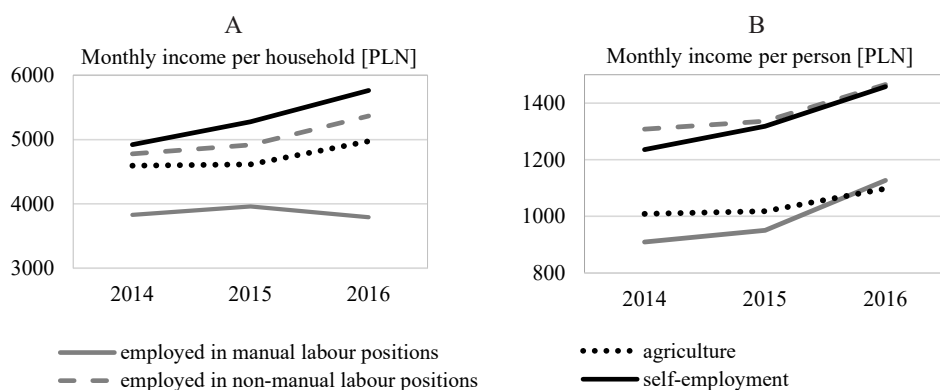 A
Monthly income per household [PLN]
6000
5000
4000
3000
2014 2015 2016
B
Monthly income per person [PLN]
1400
1200
1000
800
2014 2015 2016
employed in manual labour positions
employed in non-manual labour positions
agriculture
self-employment